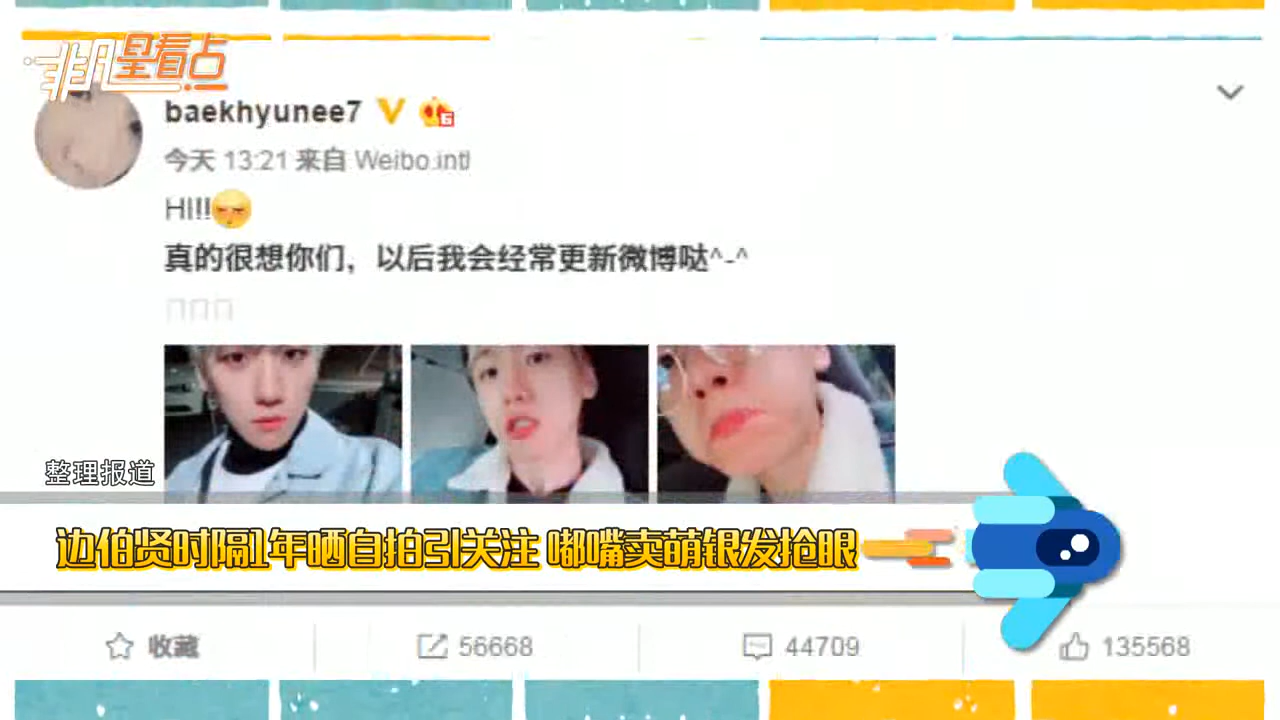 非凡星看点
baekhyunee7
6
今天 13:21 来自 Weibo.intl
HI!!
真的很想你们，以后我会经常更新微博哒^-^
整理报道
边伯贤时隔1年晒自拍引关注 嘟嘴卖萌银发抢眼
收藏
56668
44709
135568